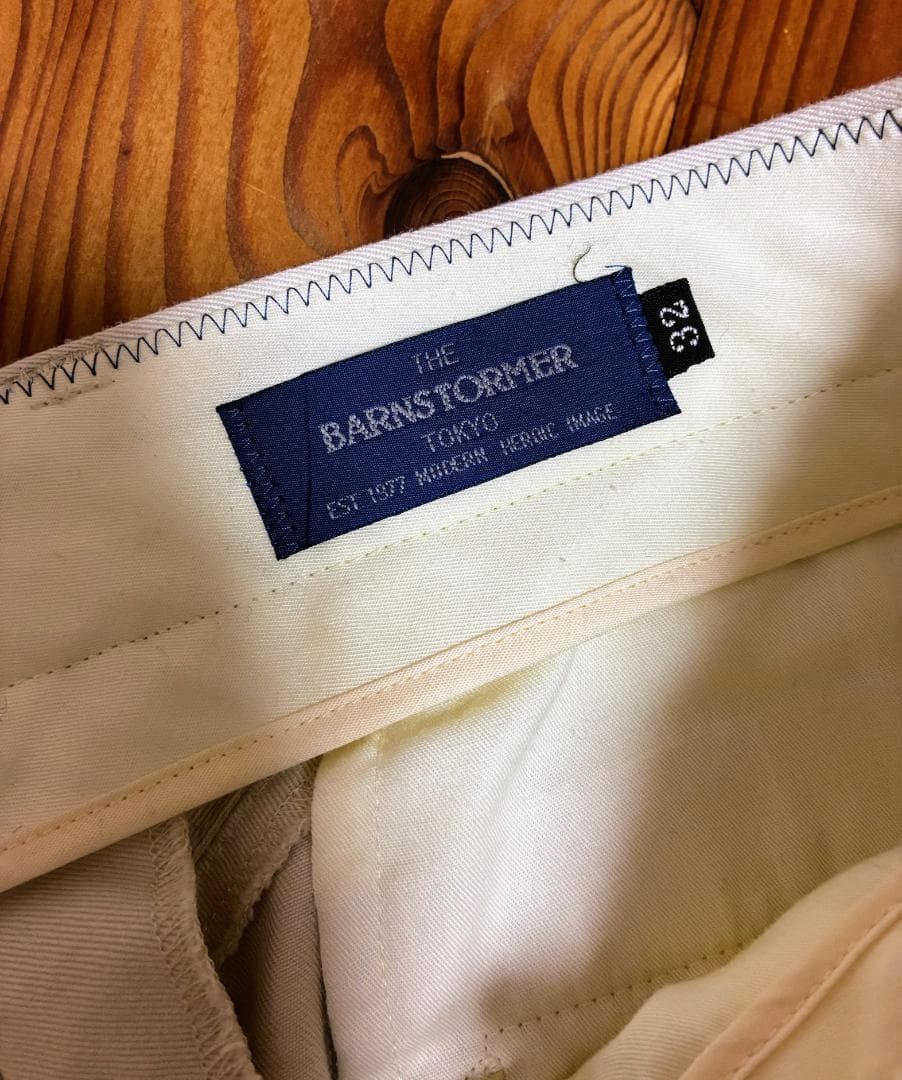 THE
BARNSTORMER
TOKYO
EST 1977 MODERN HEROIC IMAGE
32